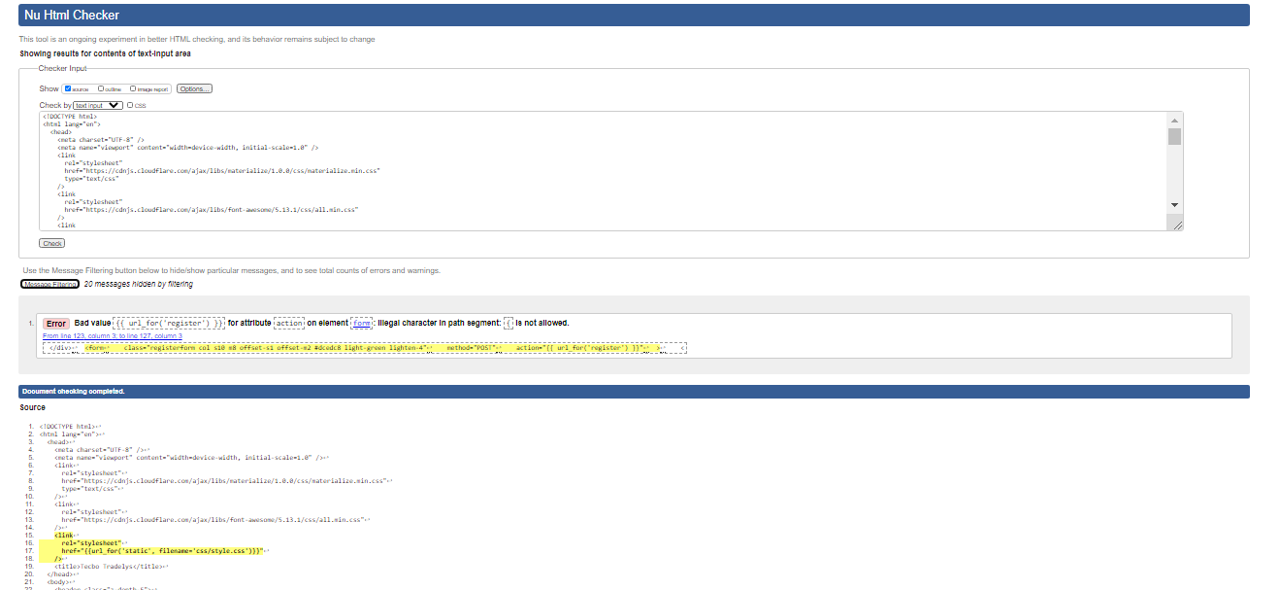 Nu Html Checker
This tool is an ongoing experiment in better HTML checking, and its behavior remains subject to change
Showing results for contents of text-input area
Checker Input
Show source outline image report Options...
Check by text input css
<!DOCTYPE html>
<html lang="en">
<head>
<meta charset="UTF-8" />
<meta name="viewport" content="width=device-width, initial-scale=1.0" />
<link
rel="stylesheet"
href="https://cdnjs.cloudflare.com/ajax/libs/materialize/1.0.0/css/materialize.min.css"
type="text/css"
/>
<link
rel="stylesheet"
href="https://cdnjs.cloudflare.com/ajax/libs/font-awesome/5.13.1/css/all.min.css"
/>
<link
Check
Use the Message Filtering button below to hide/show particular messages, and to see total counts of errors and warnings.
Message Filtering 20 messages hidden by filtering
1. Error Bad value {{ url_for('register') }} for attribute action on element form: Illegal character in path segment: { is not allowed.
From line 123, column 3; to line 127, column 3
</div>↩ <form↩ class="registerform col s10 m8 offset-s1 offset-m2 #dcedc8 light-green lighten-4"↩ method="POST"↩ action="{{ url_for('register') }}"↩ >↩ <
Document checking completed.
Source
1. <!DOCTYPE html>↩
2. <html lang="en">↩
3. <head>↩
4. <meta charset="UTF-8" />↩
5. <meta name="viewport" content="width=device-width, initial-scale=1.0" />↩
6. <link↩
7. rel="stylesheet"↩
8. href="https://cdnjs.cloudflare.com/ajax/libs/materialize/1.0.0/css/materialize.min.css"↩
9. type="text/css"↩
10. />↩
11. <link↩
12. rel="stylesheet"↩
13. href="https://cdnjs.cloudflare.com/ajax/libs/font-awesome/5.13.1/css/all.min.css"↩
14. />↩
15. <link↩
16. rel="stylesheet"↩
17. href="{{url_for('static', filename='css/style.css')}}"↩
18. />↩
19. <title>Tecbo Tradelys</title>↩
20. </head>↩
21. <body>↩
22. <header class="z-depth-5">↩